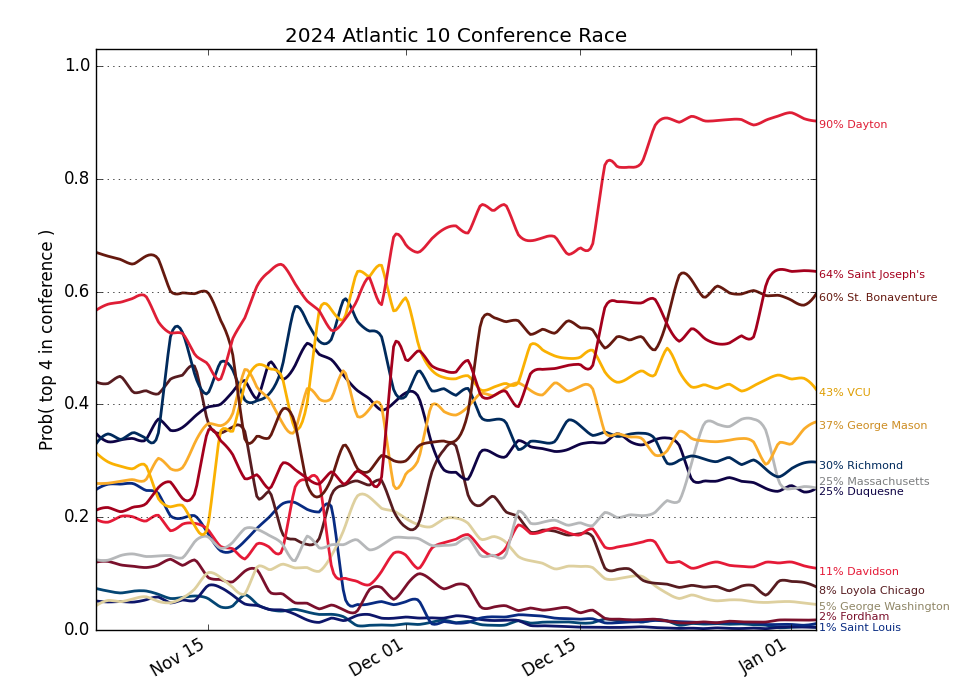 2024 Atlantic 10 Conference Race
Prob( top 4 in conference )
1.0
0.8
0.6
0.4
0.2
0.0
Nov 15
Dec 01
Dec 15
Jan 01
90% Dayton
64% Saint Joseph's
60% St. Bonaventure
43% VCU
37% George Mason
30% Richmond
25% Massachusetts
25% Duquesne
11% Davidson
8% Loyola Chicago
5% George Washington
2% Fordham
1% Saint Louis